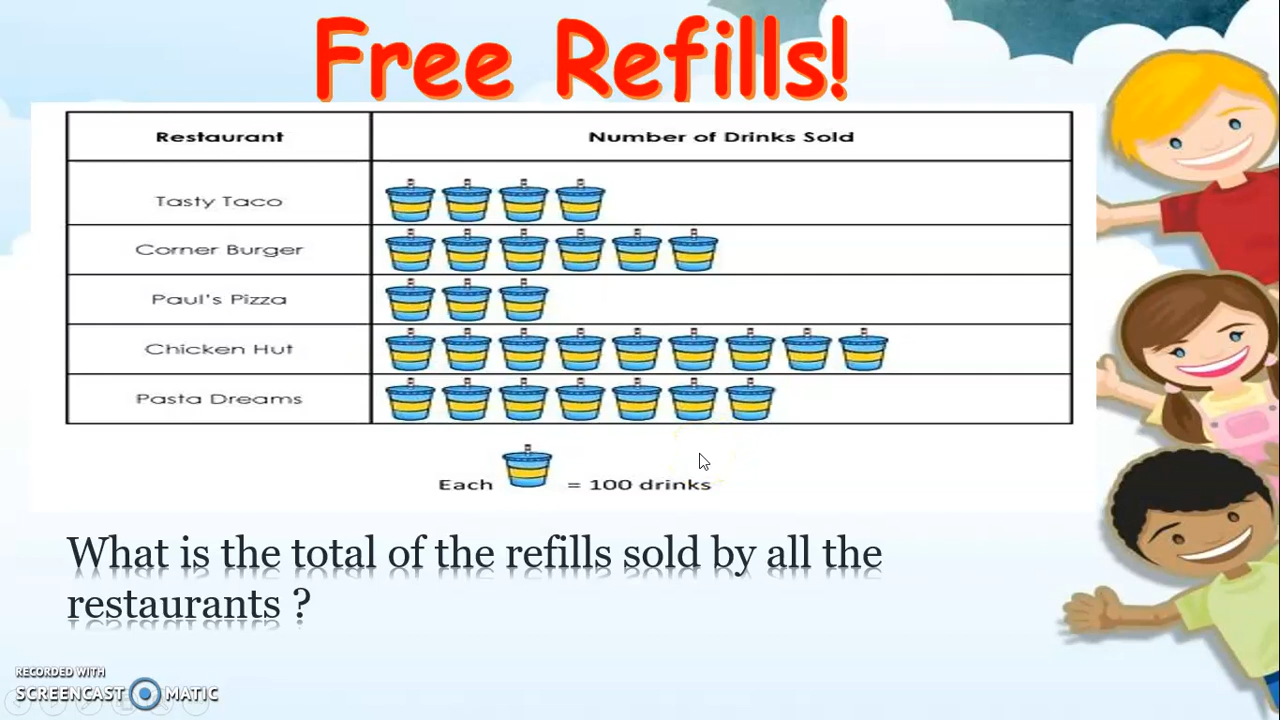 Free Refills!
Restaurant Number of Drinks Sold
Tasty Taco
Corner Burger
Paul's Pizza
Chicken Hut
Pasta Dreams
Each = 100 drinks
What is the total of the refills sold by all the
restaurants ?
RECORDED WITH
SCREENCAST MATIC